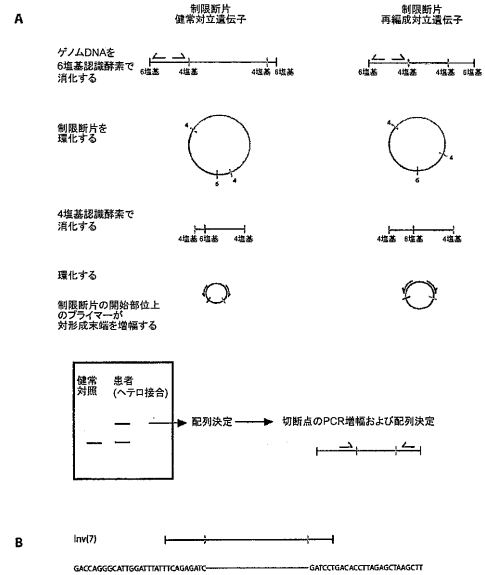 A
制限断片
健常対立遺伝子
制限断片
再編成対立遺伝子
ゲノムDNAを
6塩基認識酵素で
消化する
6塩基
4塩基
4塩基
6塩基
6塩基
4塩基
4塩基
6塩基
制限断片を
環化する
4
6
4
4
4
6
4塩基認識酵素で
消化する
4塩基
6塩基
4塩基
4塩基
6塩基
4塩基
環化する
制限断片の開始部位上
のプライマーが
対形成末端を増幅する
健常
対照
患者
(ヘテロ接合)
配列決定
切断点のPCR増幅および配列決定
B
Inv(7)
GACCAGGGCATTGGATTTATTTCAGAGATC
GATCCTGACACCTTAGAGCTAAGCTT